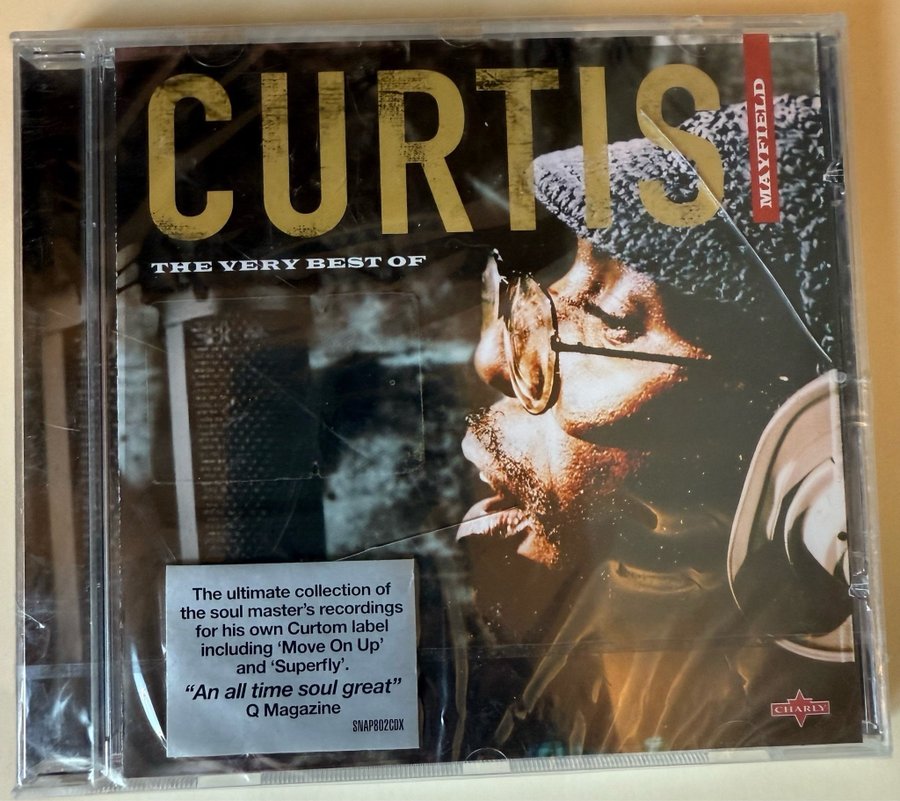 CURTIS
MAYFIELD
THE VERY BEST OF
The ultimate collection of
the soul master's recordings
for his own Curtom label
including 'Move On Up'
and 'Superfly'.
"An all time soul great"
Q Magazine
SNAP802CDX
CHARLY